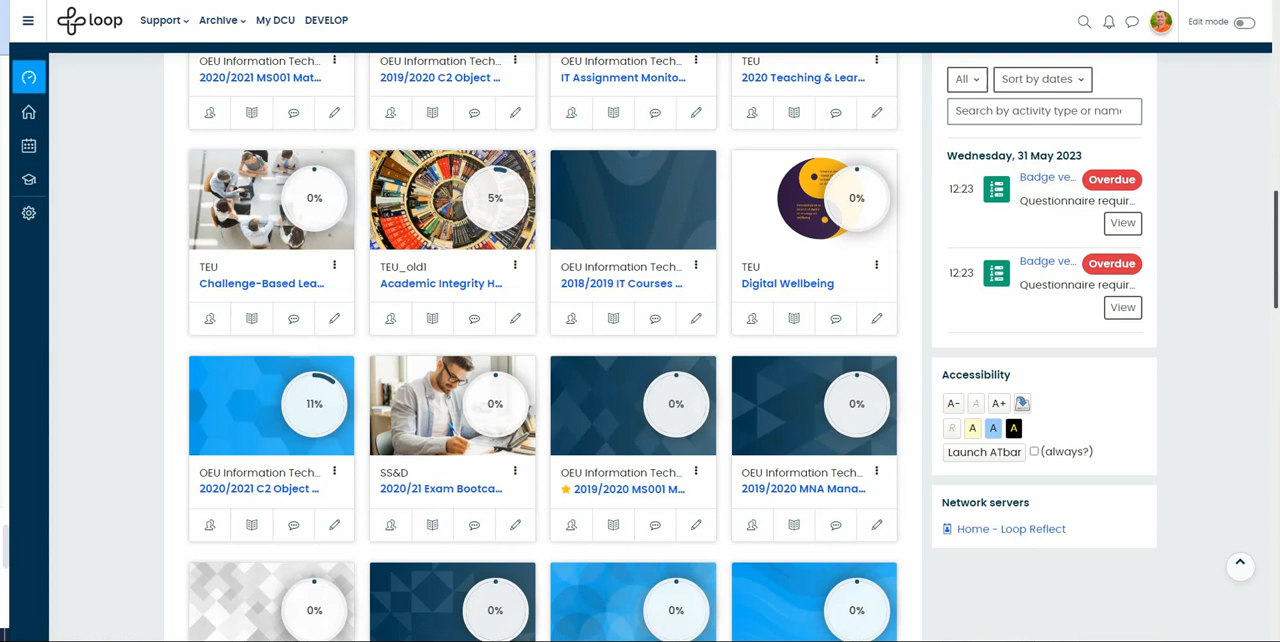 loop
Support
Archive
My DCU
DEVELOP
Edit mode
OEU Information Tech...
2020/2021 MS001 Mat...
OEU Information Tech...
2019/2020 C2 Object ...
OEU Information Tech...
IT Assignment Monito...
TEU
2020 Teaching & Lear...
0%
5%
0%
TEU
Challenge-Based Lea...
TEU_old1
Academic Integrity H...
OEU Information Tech...
2018/2019 IT Courses ...
TEU
Digital Wellbeing
11%
0%
0%
0%
OEU Information Tech...
2020/2021 C2 Object ...
SS&D
2020/21 Exam Bootca...
OEU Information Tech...
2019/2020 MS001 M...
OEU Information Tech...
2019/2020 MNA Mana...
0%
0%
0%
0%
All
Sort by dates
Search by activity type or name
Wednesday, 31 May 2023
12:23
Badge ve...
Overdue
Questionnaire requir...
View
12:23
Badge ve...
Overdue
Questionnaire requir...
View
Accessibility
A- A A+
R A A A
Launch ATbar (always?)
Network servers
Home - Loop Reflect